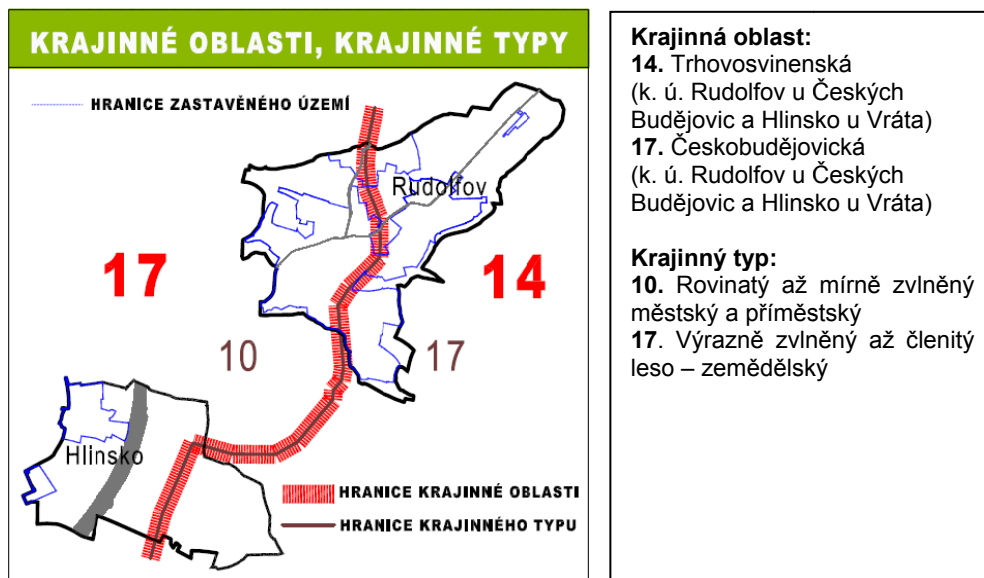 KRAJINNÉ OBLASTI, KRAJINNÉ TYPY
HRANICE ZASTAVĚNÉHO ÚZEMÍ
Rudolfov
17
14
10
17
Hlinsko
HRANICE KRAJINNÉ OBLASTI
HRANICE KRAJINNÉHO TYPU
Krajinná oblast:
14. Trhovosvinenská
(k. ú. Rudolfov u Českých
Budějovic a Hlinsko u Vráta)
17. Českobudějovická
(k. ú. Rudolfov u Českých
Budějovic a Hlinsko u Vráta)
Krajinný typ:
10. Rovinatý až mírně zvlněný
městský a příměstský
17. Výrazně zvlněný až členitý
leso – zemědělský